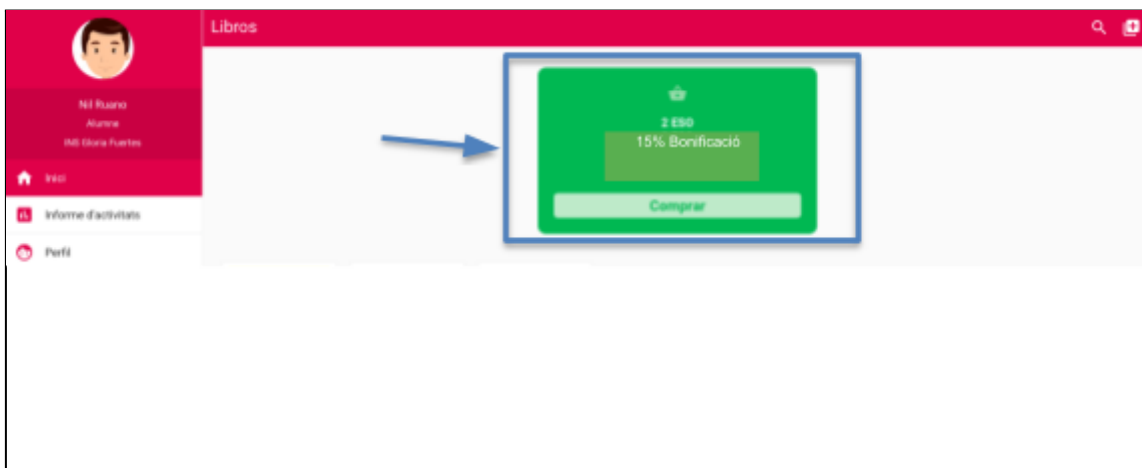 Libros
Nil Ruano
Alumne
INS Gloria Fuertes
Inici
Informe d'activitats
Perfil
2 ESO
15% Bonificació
Comprar